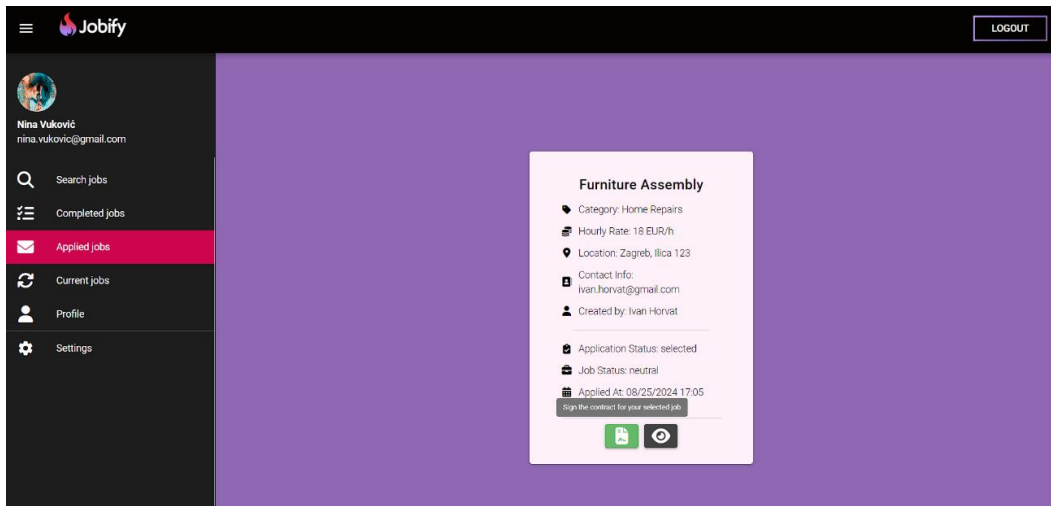 Jobify
LOGOUT
Nina Vuković
nina.vukovic@gmail.com
Search jobs
Completed jobs
Applied jobs
Current jobs
Profile
Settings
Furniture Assembly
Category: Home Repairs
Hourly Rate: 18 EUR/h
Location: Zagreb, Ilica 123
Contact Info:
ivan.horvat@gmail.com
Created by: Ivan Horvat
Application Status: selected
Job Status: neutral
Applied At: 08/25/2024 17:05
Sign the contract for your selected job